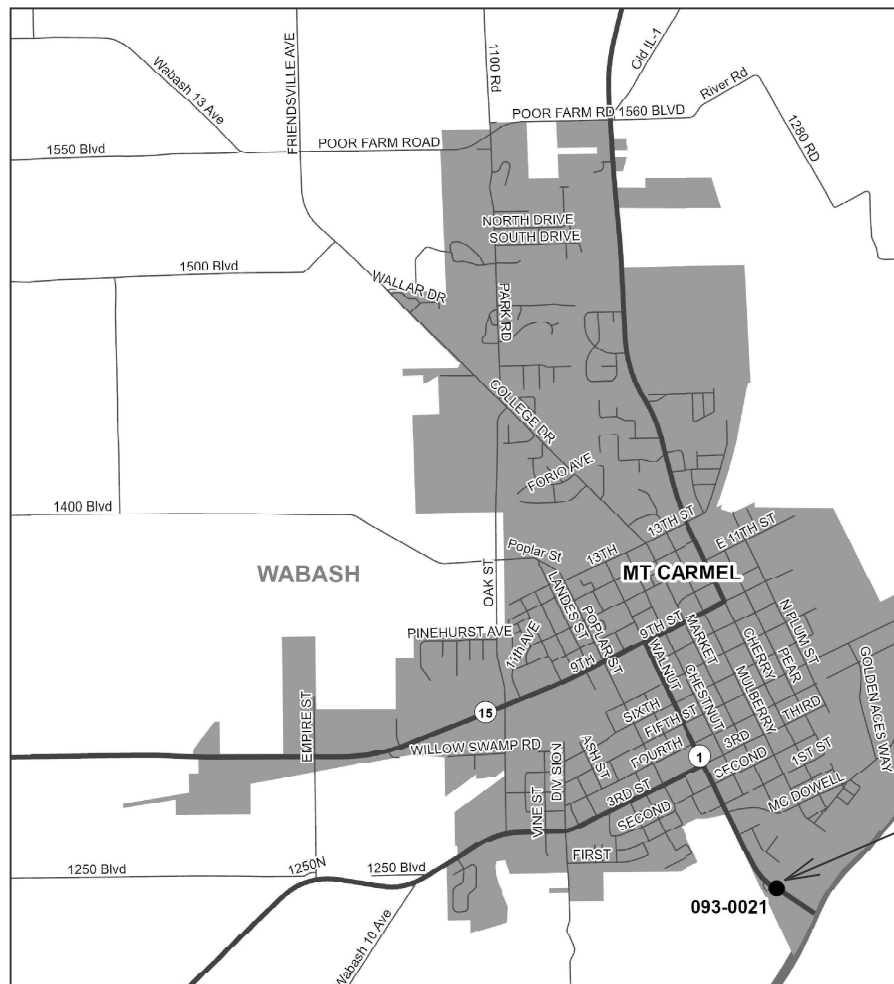 Old IL-1
FRIENDSVILLE AVE
1100 Rd
Wabash 13 Ave
River Rd
POOR FARM RD 1560 BLVD
1280 RD
POOR FARM ROAD
1550 Blvd
NORTH DRIVE
SOUTH DRIVE
1500 Blvd
WALLAR DR
PARK RD
COLLEGE DR
FORIO AVE
1400 Blvd
13TH ST
E 11TH ST
13TH
Poplar St
WABASH
MT CARMEL
OAK ST
LANDES ST
POPLAR ST
9TH ST
MARKET
N PLUM ST
PINEHURST AVE
11th AVE
9TH
WALNUT
CHERRY
PEAR
GOLDEN ACES WAY
CHESTNUT
MULBERRY
SIXTH
FIFTH ST
THIRD
15
EMPIRE ST
WILLOW SWAMP RD
DIVISION
ASH ST
FOURTH
3RD
1
SECOND
1ST ST
3RD ST
VINE ST
SECOND
MC DOWELL
FIRST
1250 Blvd
1250N
1250 Blvd
093-0021
Wabash 10 Ave